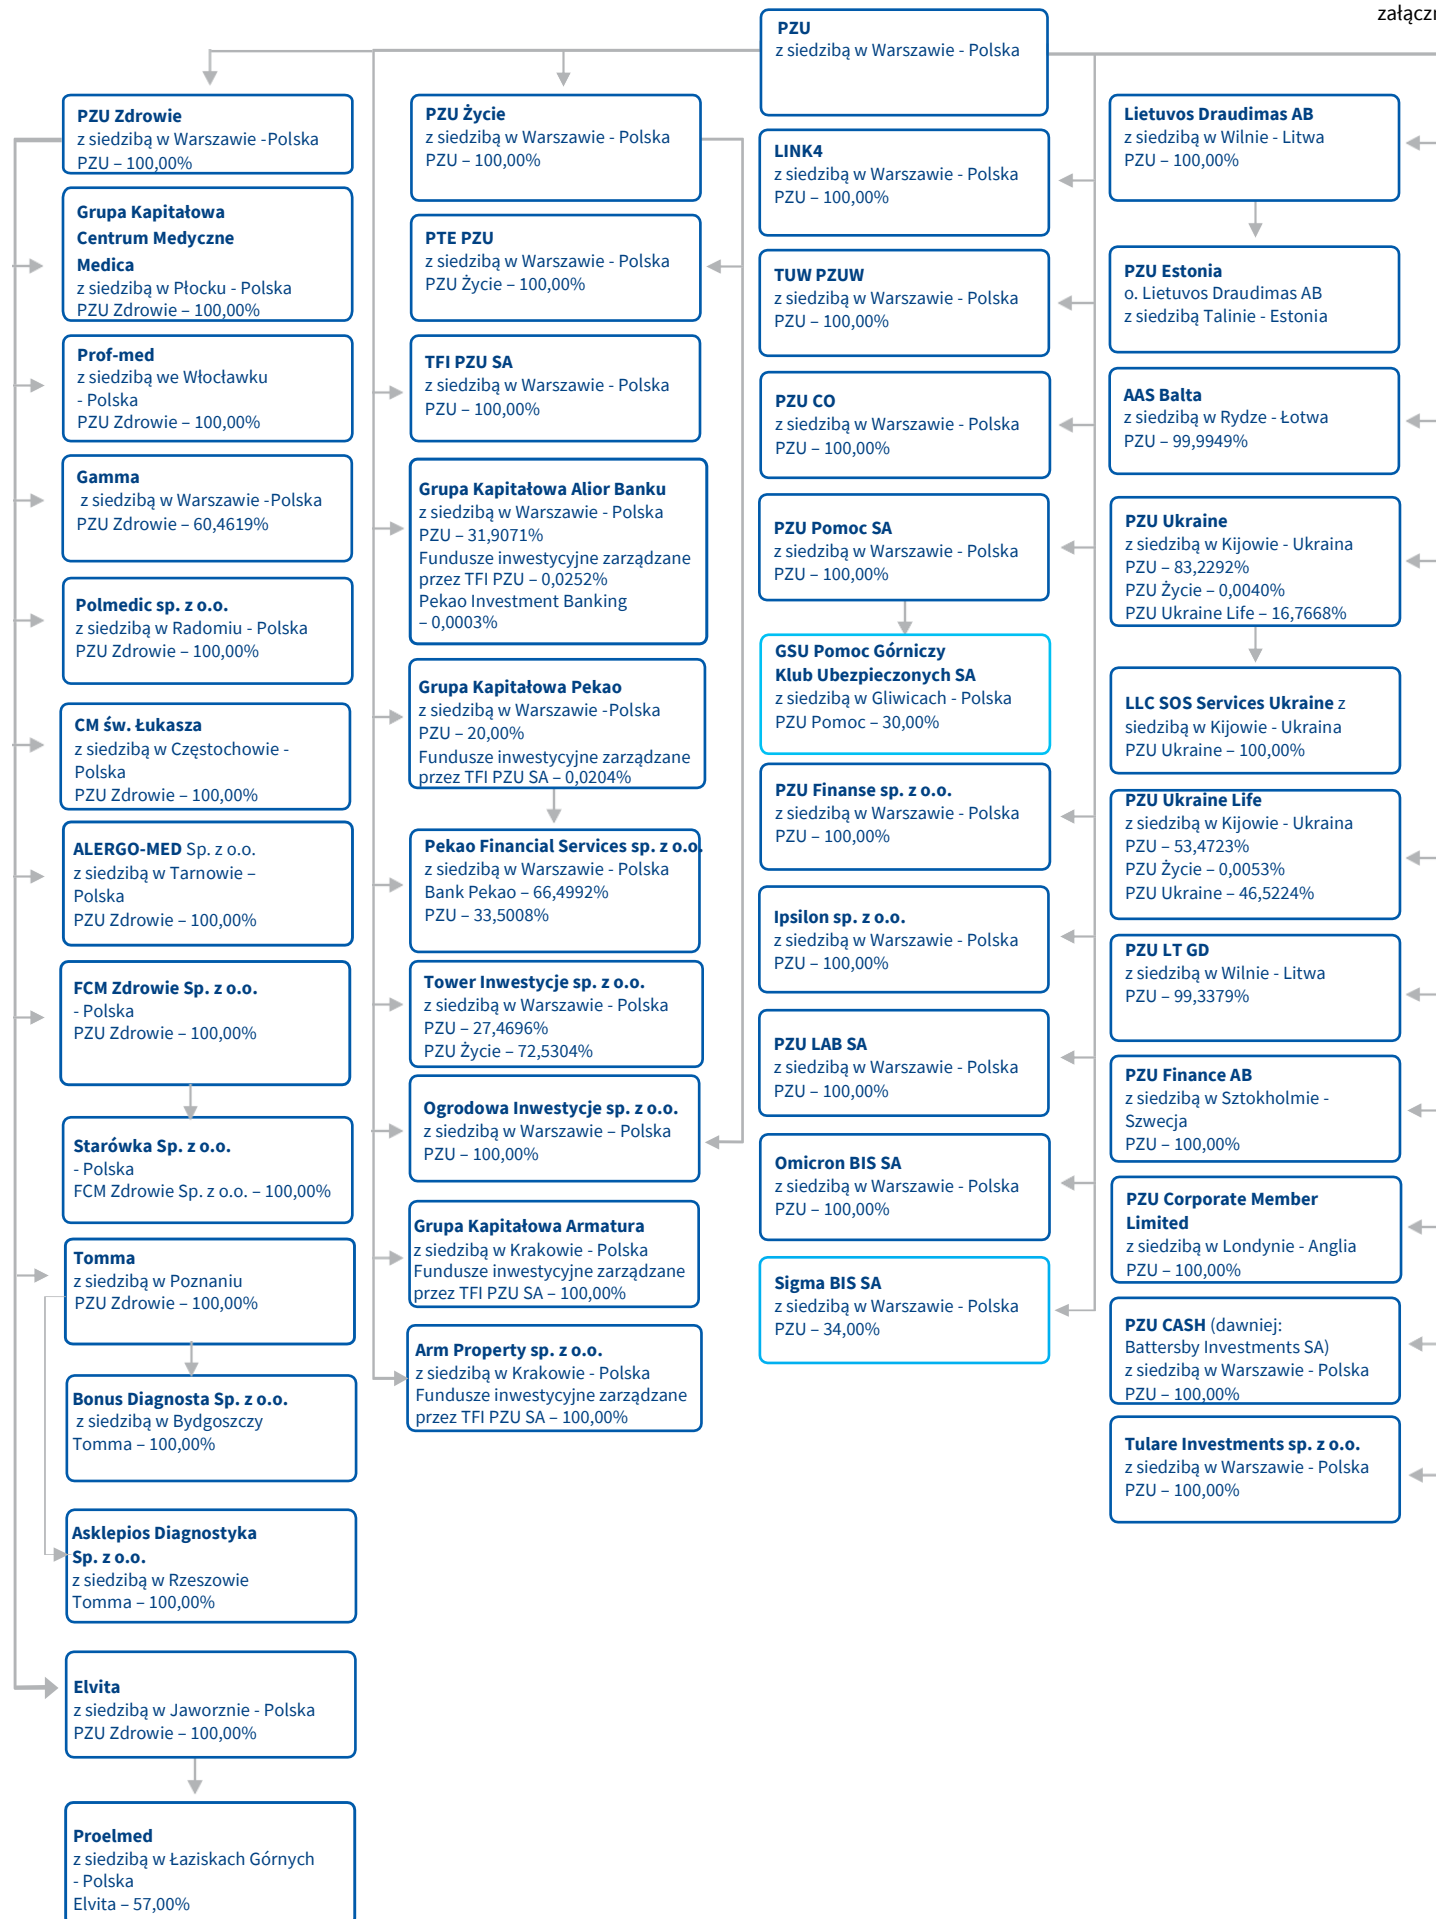 załączn
PZU
z siedzibą w Warszawie - Polska
PZU Zdrowie
z siedzibą w Warszawie -Polska
PZU – 100,00%
Grupa Kapitałowa
Centrum Medyczne
Medica
z siedzibą w Płocku - Polska
PZU Zdrowie – 100,00%
Prof-med
z siedzibą we Włocławku
- Polska
PZU Zdrowie – 100,00%
Gamma
z siedzibą w Warszawie -Polska
PZU Zdrowie – 60,4619%
Polmedic sp. z o.o.
z siedzibą w Radomiu - Polska
PZU Zdrowie – 100,00%
CM św. Łukasza
z siedzibą w Częstochowie -
Polska
PZU Zdrowie – 100,00%
ALERGO-MED Sp. z o.o.
z siedzibą w Tarnowie –
Polska
PZU Zdrowie – 100,00%
FCM Zdrowie Sp. z o.o.
- Polska
PZU Zdrowie – 100,00%
Starówka Sp. z o.o.
- Polska
FCM Zdrowie Sp. z o.o. – 100,00%
Tomma
z siedzibą w Poznaniu
PZU Zdrowie – 100,00%
Bonus Diagnosta Sp. z o.o.
z siedzibą w Bydgoszczy
Tomma – 100,00%
Asklepios Diagnostyka
Sp. z o.o.
z siedzibą w Rzeszowie
Tomma – 100,00%
Elvita
z siedzibą w Jaworznie - Polska
PZU Zdrowie – 100,00%
Proelmed
z siedzibą w Łaziskach Górnych
- Polska
Elvita – 57,00%
PZU Życie
z siedzibą w Warszawie - Polska
PZU – 100,00%
PTE PZU
z siedzibą w Warszawie - Polska
PZU Życie – 100,00%
TFI PZU SA
z siedzibą w Warszawie - Polska
PZU – 100,00%
Grupa Kapitałowa Alior Banku
z siedzibą w Warszawie - Polska
PZU – 31,9071%
Fundusze inwestycyjne zarządzane
przez TFI PZU – 0,0252%
Pekao Investment Banking
– 0,0003%
Grupa Kapitałowa Pekao
z siedzibą w Warszawie -Polska
PZU – 20,00%
Fundusze inwestycyjne zarządzane
przez TFI PZU SA – 0,0204%
Pekao Financial Services sp. z o.o.
z siedzibą w Warszawie - Polska
Bank Pekao – 66,4992%
PZU – 33,5008%
Tower Inwestycje sp. z o.o.
z siedzibą w Warszawie - Polska
PZU – 27,4696%
PZU Życie – 72,5304%
Ogrodowa Inwestycje sp. z o.o.
z siedzibą w Warszawie – Polska
PZU – 100,00%
Grupa Kapitałowa Armatura
z siedzibą w Krakowie - Polska
Fundusze inwestycyjne zarządzane
przez TFI PZU SA – 100,00%
Arm Property sp. z o.o.
z siedzibą w Krakowie - Polska
Fundusze inwestycyjne zarządzane
przez TFI PZU SA – 100,00%
LINK4
z siedzibą w Warszawie - Polska
PZU – 100,00%
TUW PZUW
z siedzibą w Warszawie - Polska
PZU – 100,00%
PZU CO
z siedzibą w Warszawie - Polska
PZU – 100,00%
PZU Pomoc SA
z siedzibą w Warszawie - Polska
PZU – 100,00%
GSU Pomoc Górniczy
Klub Ubezpieczonych SA
z siedzibą w Gliwicach - Polska
PZU Pomoc – 30,00%
PZU Finanse sp. z o.o.
z siedzibą w Warszawie - Polska
PZU – 100,00%
Ipsilon sp. z o.o.
z siedzibą w Warszawie - Polska
PZU – 100,00%
PZU LAB SA
z siedzibą w Warszawie - Polska
PZU – 100,00%
Omicron BIS SA
z siedzibą w Warszawie - Polska
PZU – 100,00%
Sigma BIS SA
z siedzibą w Warszawie - Polska
PZU – 34,00%
Lietuvos Draudimas AB
z siedzibą w Wilnie - Litwa
PZU – 100,00%
PZU Estonia
o. Lietuvos Draudimas AB
z siedzibą Talinie - Estonia
AAS Balta
z siedzibą w Rydze - Łotwa
PZU – 99,9949%
PZU Ukraine
z siedzibą w Kijowie - Ukraina
PZU – 83,2292%
PZU Życie – 0,0040%
PZU Ukraine Life – 16,7668%
LLC SOS Services Ukraine z
siedzibą w Kijowie - Ukraina
PZU Ukraine – 100,00%
PZU Ukraine Life
z siedzibą w Kijowie - Ukraina
PZU – 53,4723%
PZU Życie – 0,0053%
PZU Ukraine – 46,5224%
PZU LT GD
z siedzibą w Wilnie - Litwa
PZU – 99,3379%
PZU Finance AB
z siedzibą w Sztokholmie -
Szwecja
PZU – 100,00%
PZU Corporate Member
Limited
z siedzibą w Londynie - Anglia
PZU – 100,00%
PZU CASH (dawniej:
Battersby Investments SA)
z siedzibą w Warszawie - Polska
PZU – 100,00%
Tulare Investments sp. z o.o.
z siedzibą w Warszawie - Polska
PZU – 100,00%